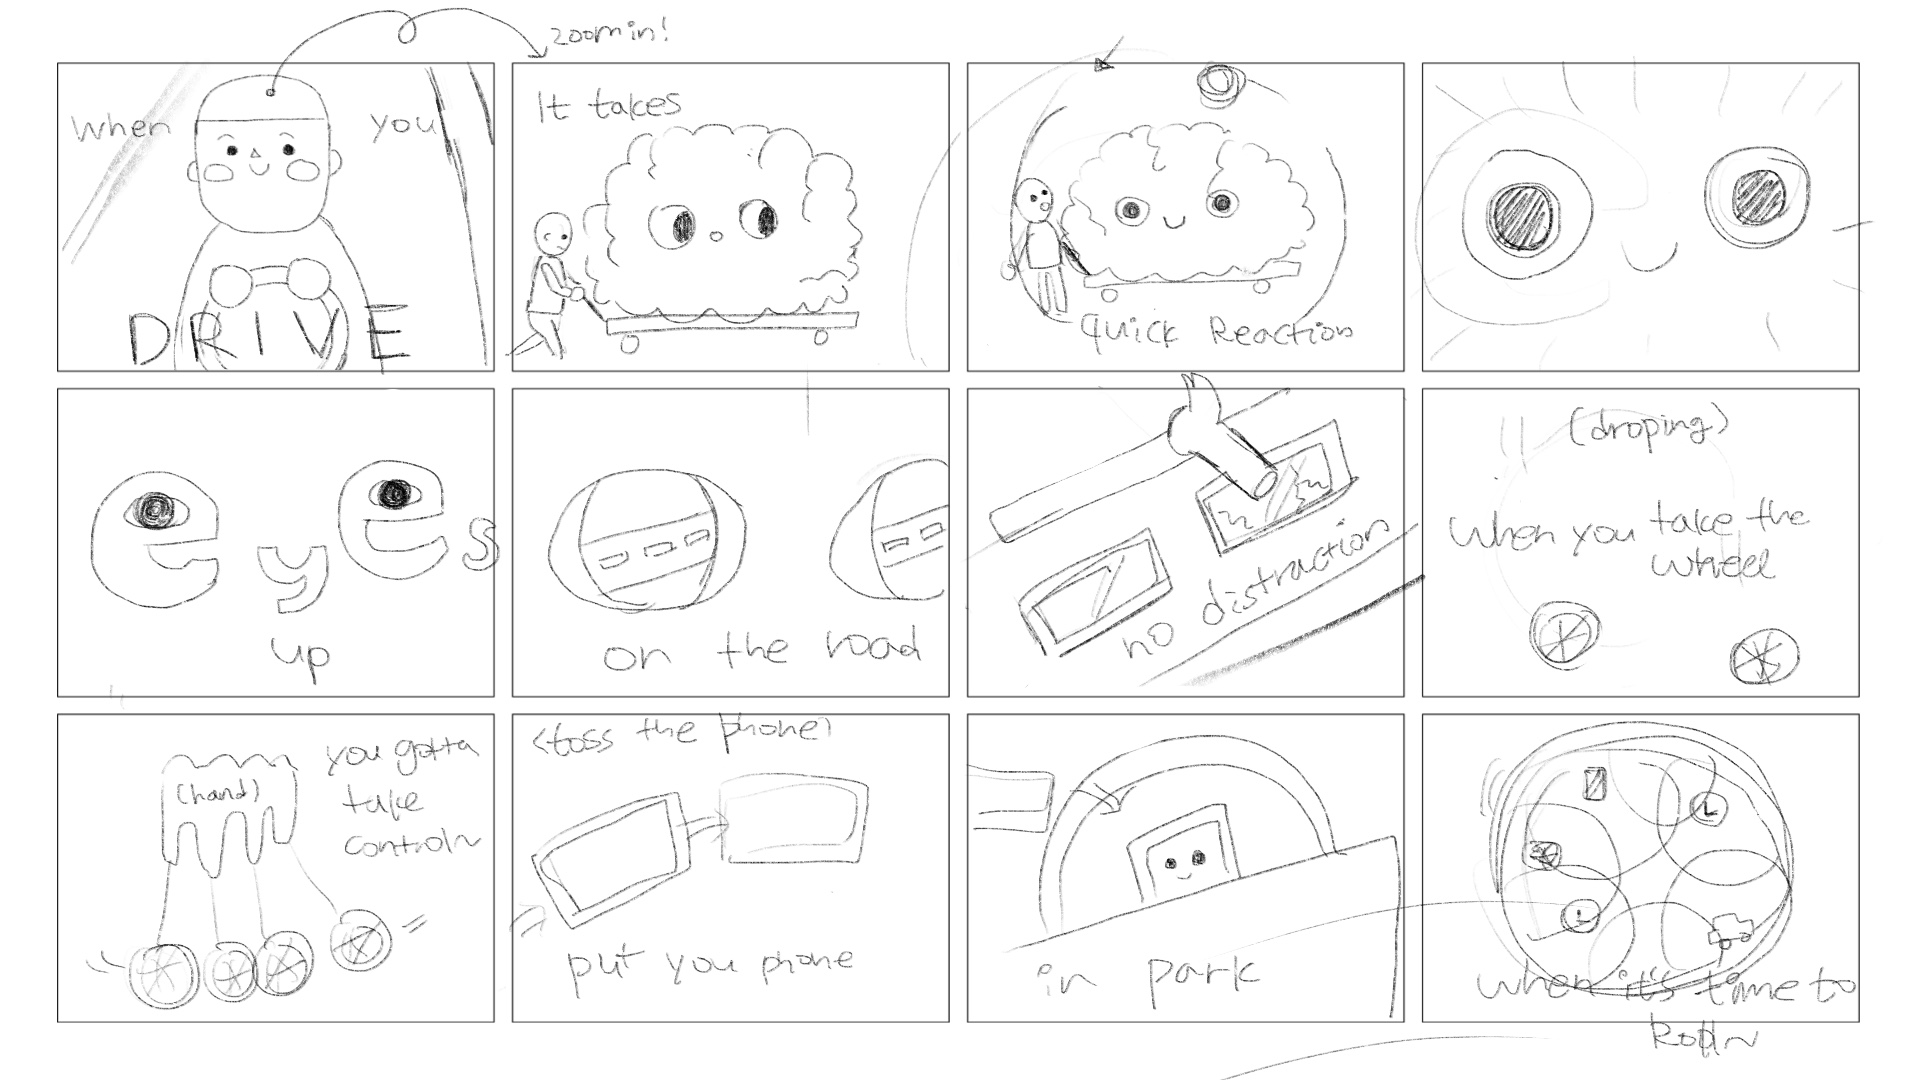 zoom in!
when you
DRIVE
It takes
Quick Reaction
eyes
up
on the road
no distraction
(droping)
when you take the
wheel
(hand)
you gotta
take
control~
<toss the phone)
put you phone
in park
L
L
when it's time to
Roll~